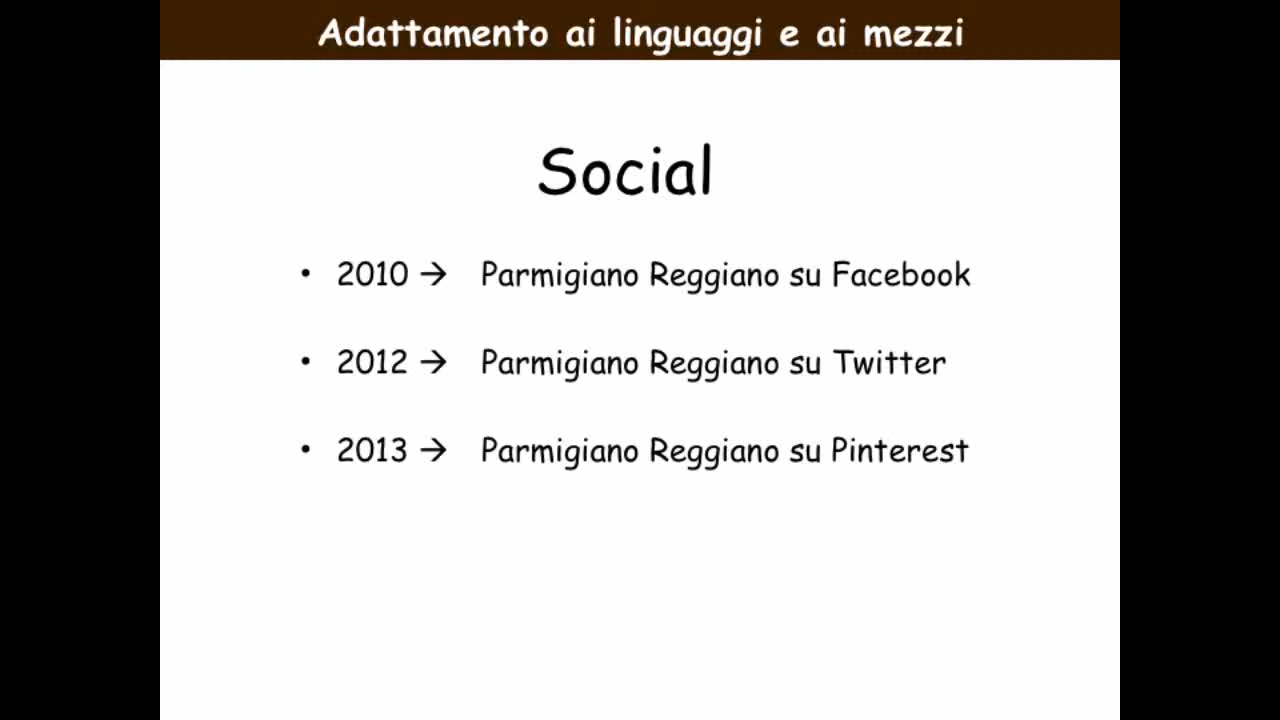 Adattamento ai linguaggi e ai mezzi
Social
• 2010 → Parmigiano Reggiano su Facebook
• 2012 → Parmigiano Reggiano su Twitter
• 2013 → Parmigiano Reggiano su Pinterest